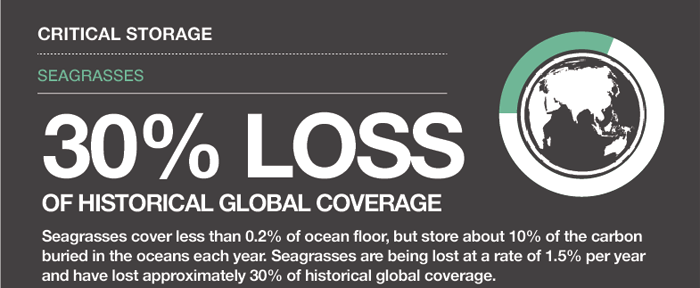 CRITICAL STORAGE
SEAGRASSES
30% LOSS
OF HISTORICAL GLOBAL COVERAGE
Seagrasses cover less than 0.2% of ocean floor, but store about 10% of the carbon
buried in the oceans each year. Seagrasses are being lost at a rate of 1.5% per year
and have lost approximately 30% of historical global coverage.